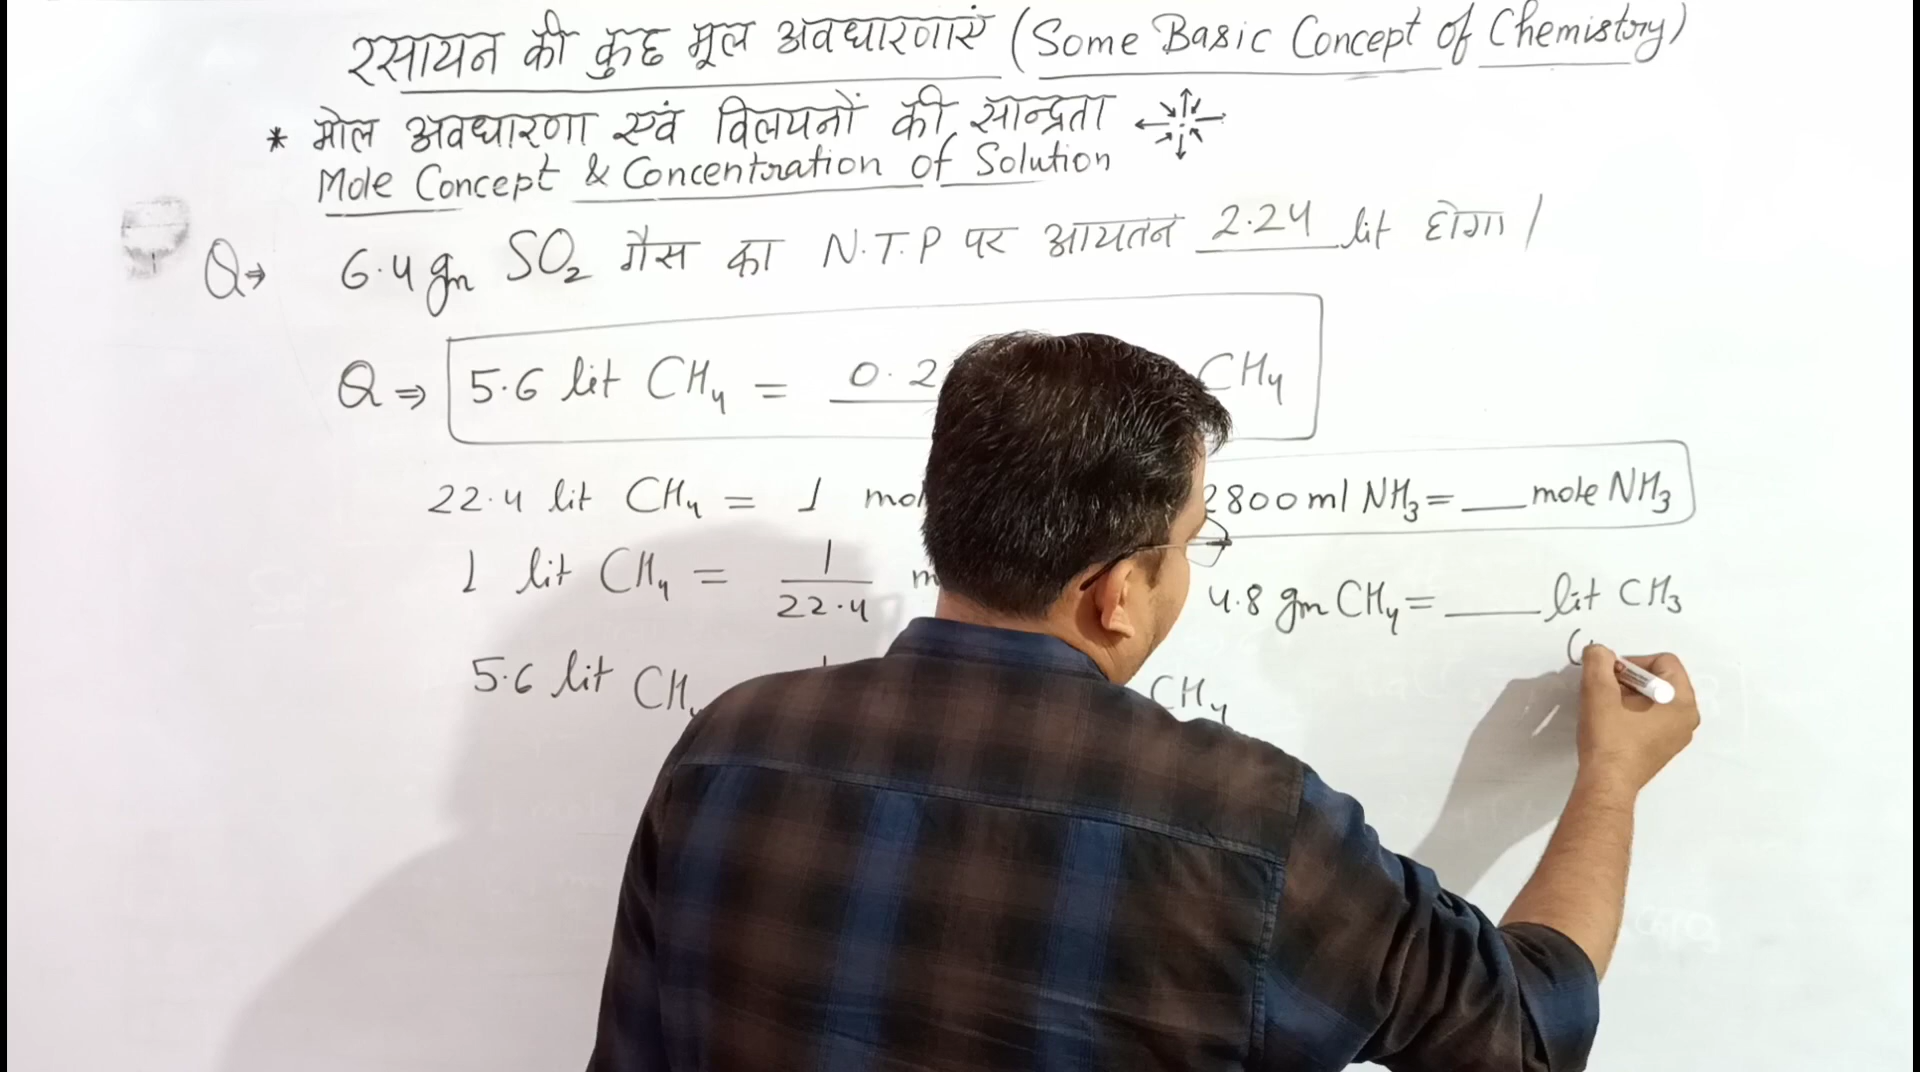 रसायन की कुछ मूल अवधारणाएं (Some Basic Concept of Chemistry)
* मोल अवधारणा एवं विलयनों की सान्द्रता
Mole Concept & Concentration of Solution
Q⇒ 6.4 gm SO₂ गैस का N.T.P पर आयतन 2.24 lit होगा।
Q ⇒ 5.6 lit CH₄ = 0.2 CH₄
22.4 lit CH₄ = 1 mol
2800 ml NH₃ = ___ mole NH₃
1 lit CH₄ = 1/22.4 m
4.8 gm CH₄ = ___ lit CH₃
5.6 lit CH₄ CH₄